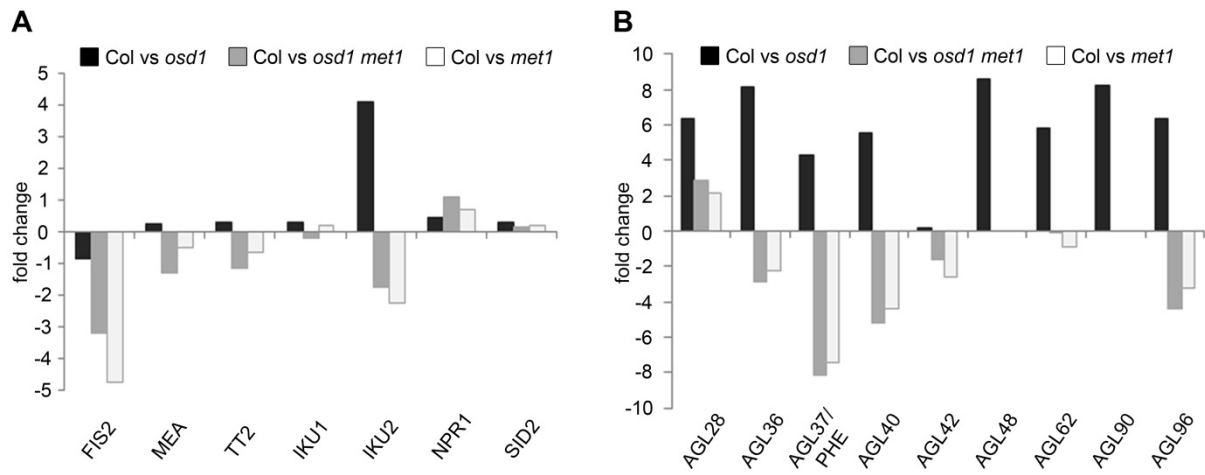 A
Col vs osd1 Col vs osd1 met1 Col vs met1
fold change
5
4
3
2
1
0
-1
-2
-3
-4
-5
FIS2 MEA TT2 IKU1 IKU2 NPR1 SID2
B
Col vs osd1 Col vs osd1 met1 Col vs met1
fold change
10
8
6
4
2
0
-2
-4
-6
-8
-10
AGL28 AGL36 AGL37/ AGL40 AGL42 AGL48 AGL62 AGL90 AGL96
PHE